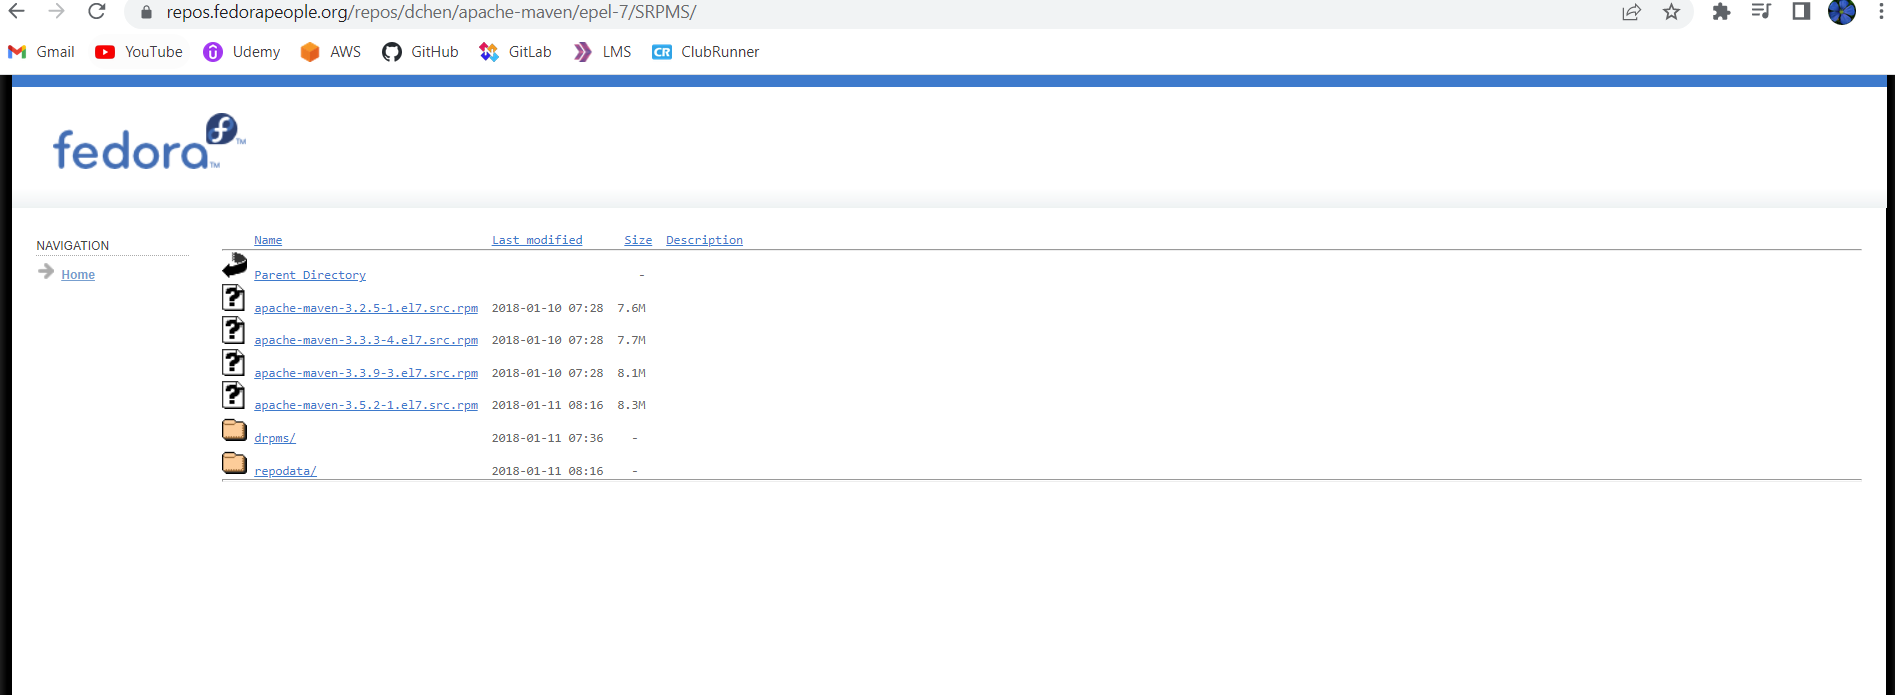 repos.fedorapeople.org/repos/dchen/apache-maven/epel-7/SRPMS/
Gmail YouTube Udemy AWS GitHub GitLab LMS CR ClubRunner
fedora f TM
TM
NAVIGATION
Home
Name Last modified Size Description
Parent Directory -
apache-maven-3.2.5-1.el7.src.rpm 2018-01-10 07:28 7.6M
apache-maven-3.3.3-4.el7.src.rpm 2018-01-10 07:28 7.7M
apache-maven-3.3.9-3.el7.src.rpm 2018-01-10 07:28 8.1M
apache-maven-3.5.2-1.el7.src.rpm 2018-01-11 08:16 8.3M
drpms/ 2018-01-11 07:36 -
repodata/ 2018-01-11 08:16 -